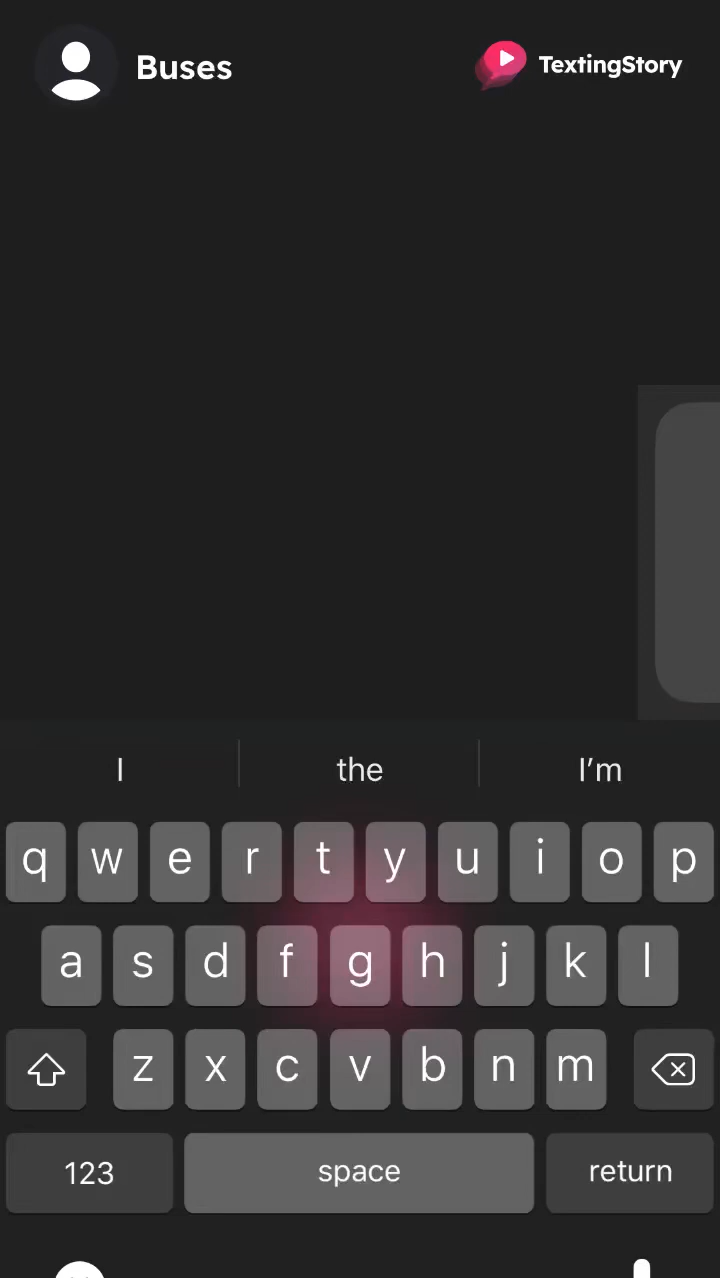 Buses
TextingStory
I the I’m
q w e r t y u i o p
a s d f g h j k l
z x c v b n m
123 space return